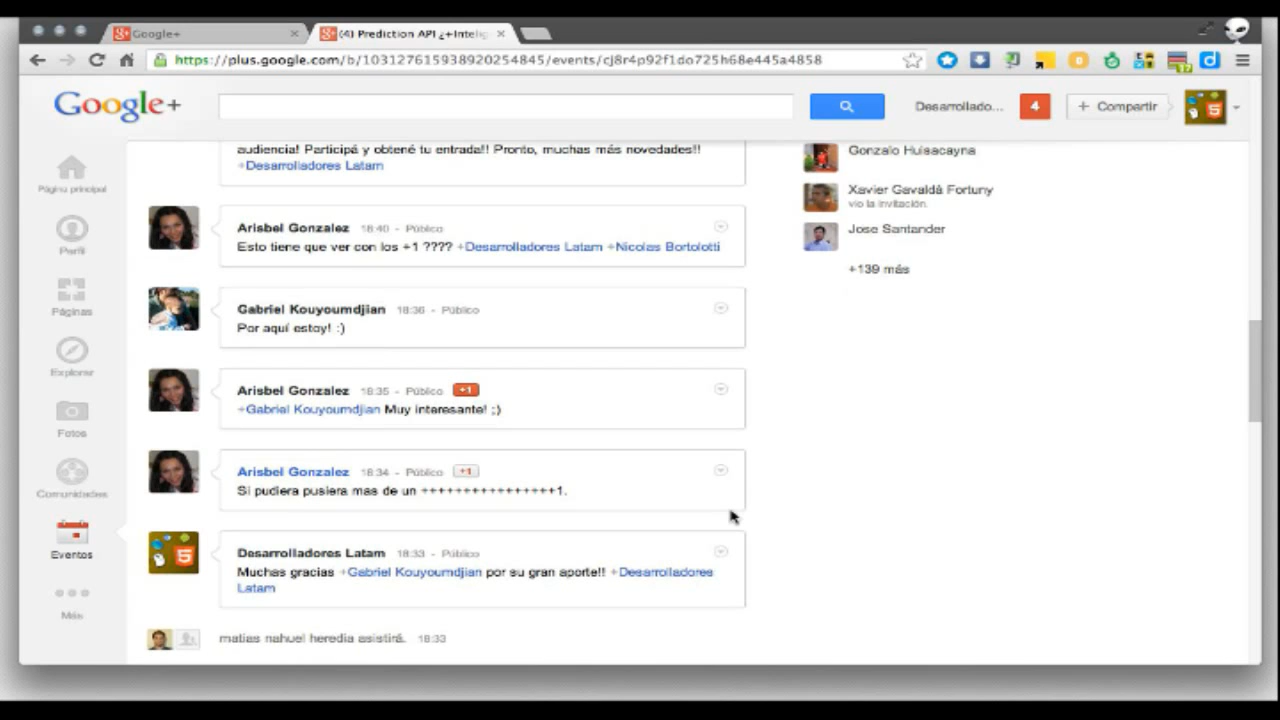 Google+
(4) Prediction API ¿+Intelig
https://plus.google.com/b/103127615938920254845/events/cj8r4p92f1do725h68e445a4858
Google+
Desarrollado...
4
+ Compartir
Página principal
Perfil
Páginas
Explorar
Fotos
Comunidades
Eventos
Más
audiencia! Participá y obtené tu entrada!! Pronto, muchas más novedades!!
+Desarrolladores Latam
Arisbel Gonzalez 18:40 - Público
Esto tiene que ver con los +1 ???? +Desarrolladores Latam +Nicolas Bortolotti
Gabriel Kouyoumdjian 18:36 - Público
Por aquí estoy! :)
Arisbel Gonzalez 18:35 - Público +1
+Gabriel Kouyoumdjian Muy interesante! ;)
Arisbel Gonzalez 18:34 - Público +1
Si pudiera pusiera mas de un ++++++++++++++++1.
Desarrolladores Latam 18:33 - Público
Muchas gracias +Gabriel Kouyoumdjian por su gran aporte!! +Desarrolladores
Latam
matias nahuel heredia asistirá. 18:33
Gonzalo Huisacayna
Xavier Gavaldà Fortuny
vio la invitación.
Jose Santander
+139 más